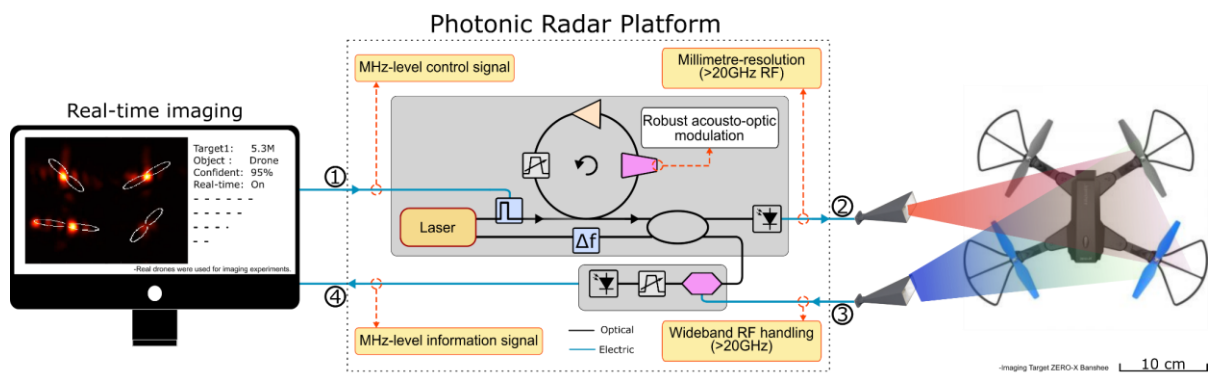 Photonic Radar Platform
MHz-level control signal
Millimetre-resolution
(>20GHz RF)
Real-time imaging
Robust acousto-optic
modulation
Target1: 5.3M
Object : Drone
Confident: 95%
Real-time: On
-Real drones were used for imaging experiments.
①
②
Laser
Δf
④
③
MHz-level information signal
Optical
Electric
Wideband RF handling
(>20GHz)
-Imaging Target ZERO-X Banshee
10 cm